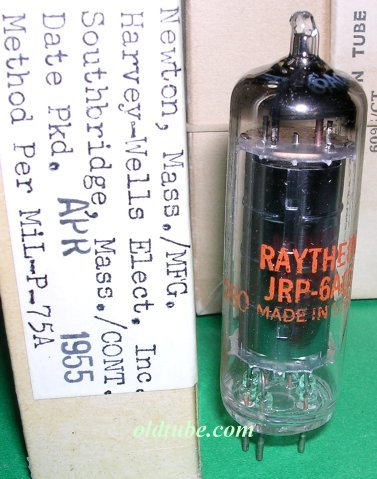 Newton, Mass./MFG.
Harvey-Wells Elect. Inc.
Southbridge, Mass./CONT.
Date Pkd. APR 1955
Method Per MiL-P-75A
TUBE
RAYTHE
JRP-6A
MADE IN
oldtube.com